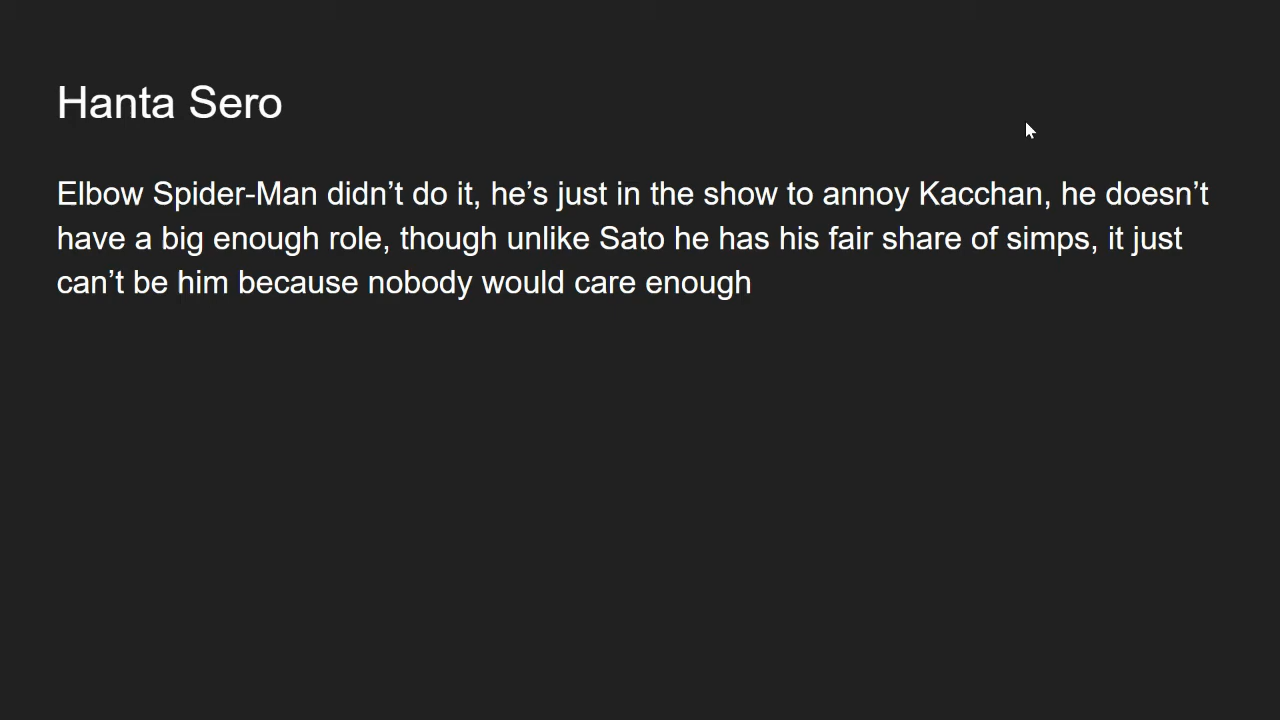 Hanta Sero
Elbow Spider-Man didn’t do it, he’s just in the show to annoy Kacchan, he doesn’t
have a big enough role, though unlike Sato he has his fair share of simps, it just
can’t be him because nobody would care enough